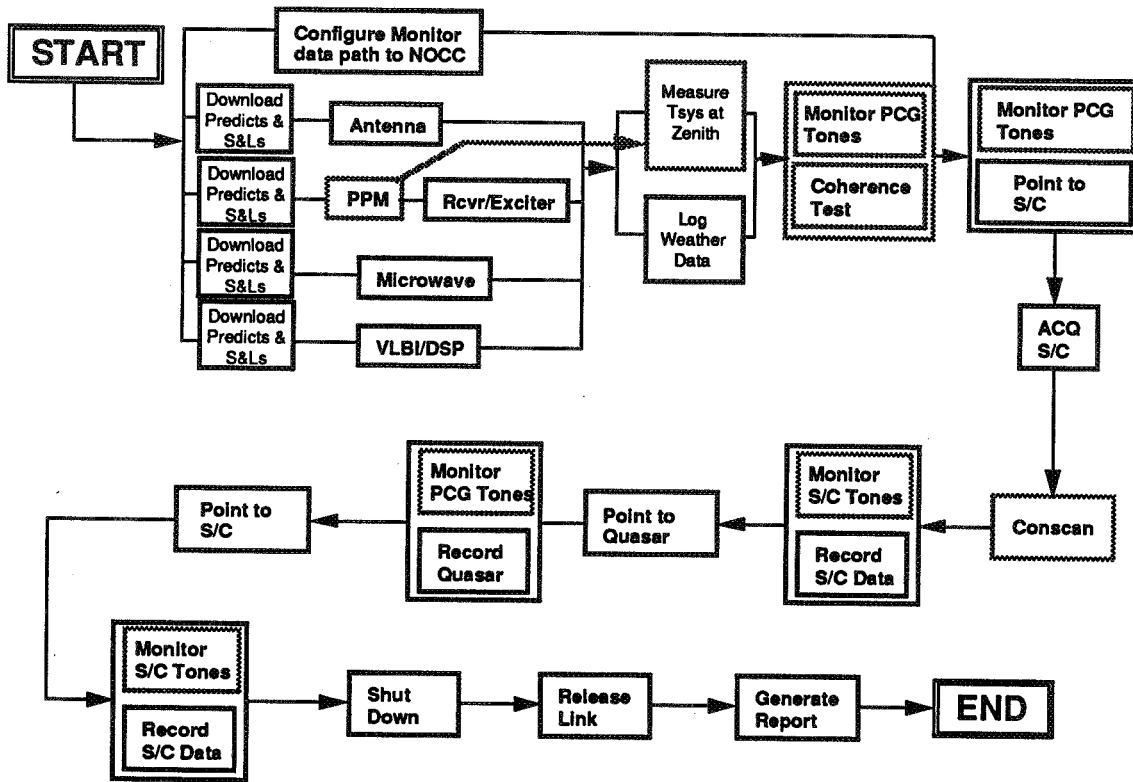 START
Configure Monitor
data path to NOCC
Download
Predicts &
S&Ls
Antenna
Download
Predicts &
S&Ls
PPM
Rcvr/Exciter
Download
Predicts &
S&Ls
Microwave
Download
Predicts &
S&Ls
VLBI/DSP
Measure
Tsys at
Zenith
Log
Weather
Data
Monitor PCG
Tones
Coherence
Test
Monitor PCG
Tones
Point to
S/C
ACQ
S/C
Conscan
Monitor
S/C Tones
Record
S/C Data
Point to
Quasar
Monitor
PCG Tones
Record
Quasar
Point to
S/C
Monitor
S/C Tones
Record
S/C Data
Shut
Down
Release
Link
Generate
Report
END